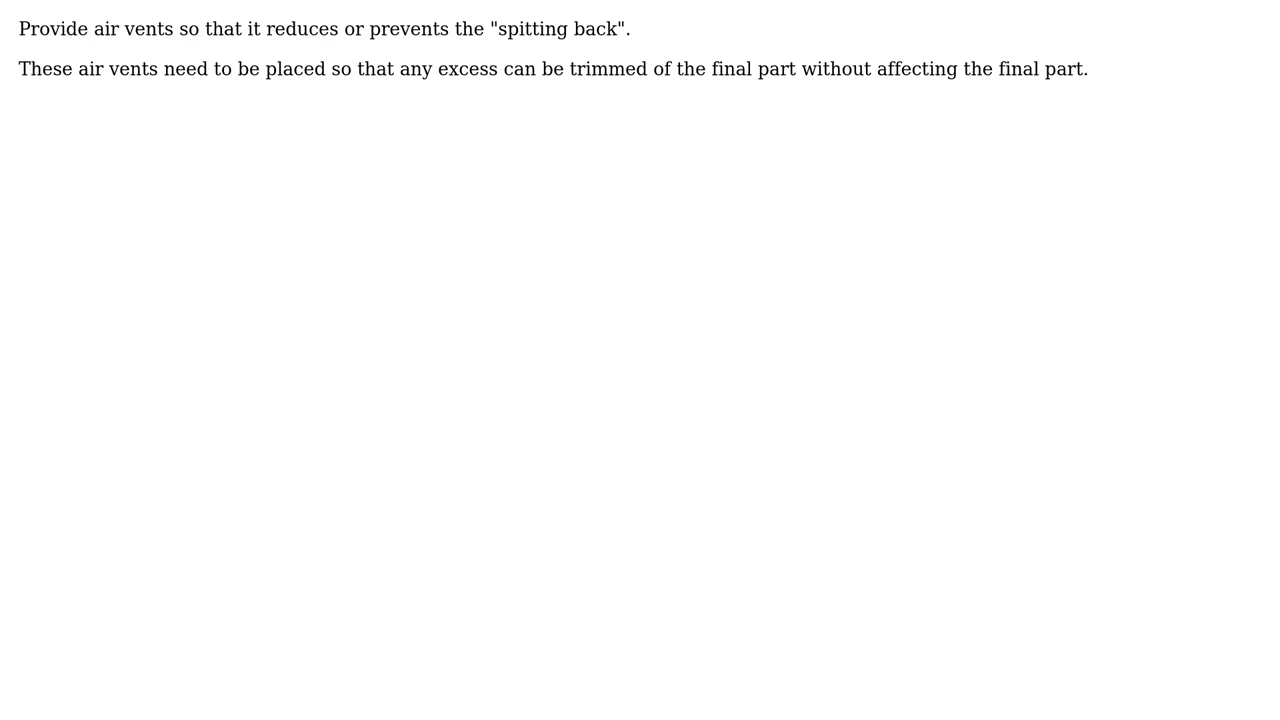 Provide air vents so that it reduces or prevents the "spitting back".
These air vents need to be placed so that any excess can be trimmed of the final part without affecting the final part.